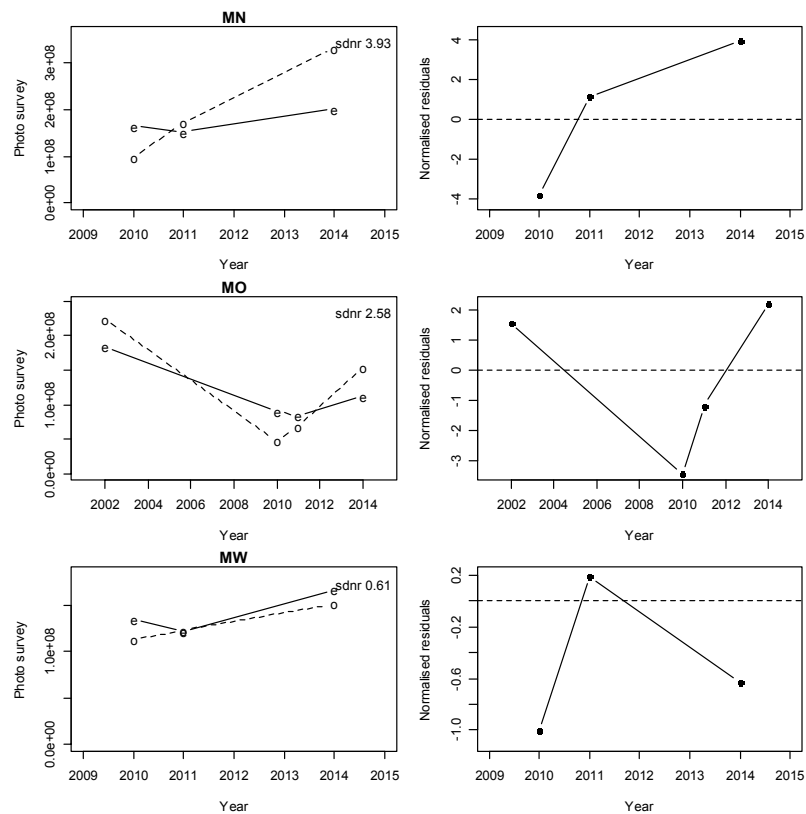 MN
sdnr 3.93
Photo survey
0e+00 1e+08 2e+08 3e+08
e e e
o o o
2009 2010 2011 2012 2013 2014 2015
Year
Normalised residuals
-4 -2 0 2 4
2009 2010 2011 2012 2013 2014 2015
Year
MO
sdnr 2.58
Photo survey
0.0e+00 1.0e+08 2.0e+08
o o o o
e e e e
2002 2004 2006 2008 2010 2012 2014
Year
Normalised residuals
-3 -2 -1 0 1 2
2002 2004 2006 2008 2010 2012 2014
Year
MW
sdnr 0.61
Photo survey
0.0e+00 1.0e+08
e e e
o o o
2009 2010 2011 2012 2013 2014 2015
Year
Normalised residuals
-1.0 -0.6 -0.2 0.2
2009 2010 2011 2012 2013 2014 2015
Year